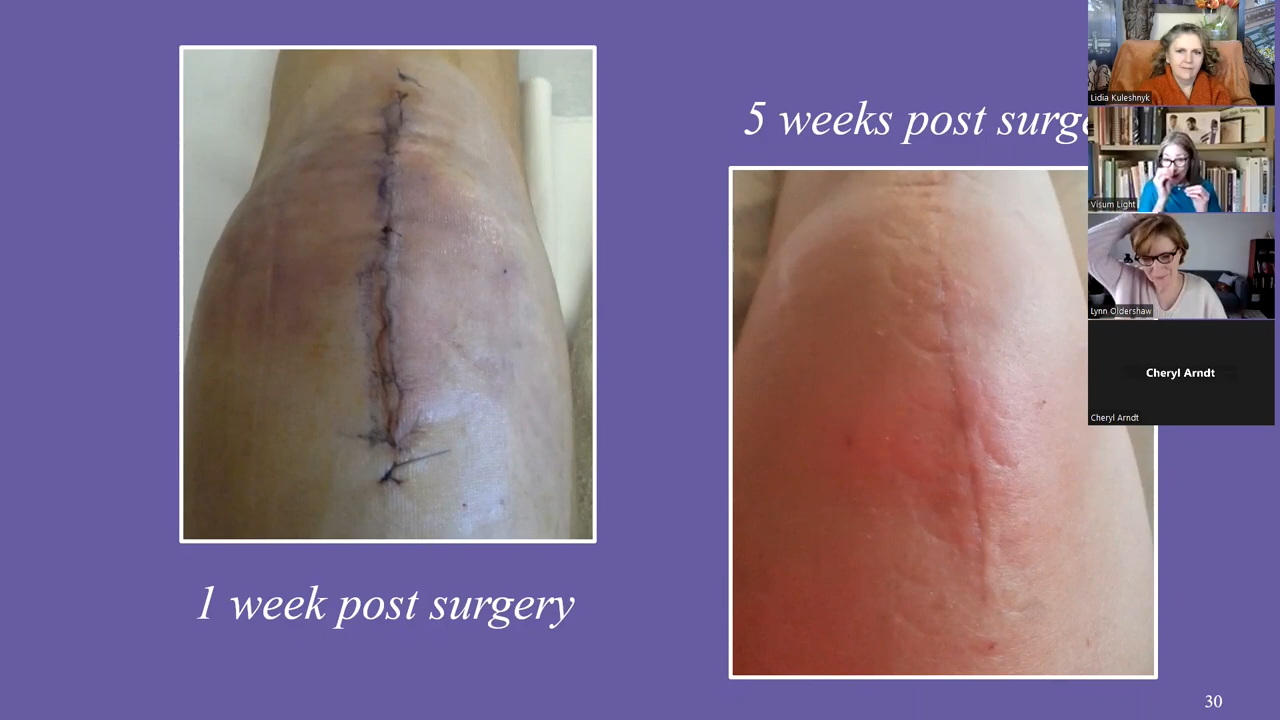 5 weeks post surge
1 week post surgery
30
Lidia Kuleshnyk
Visum Light
Lynn Oldershaw
Cheryl Arndt
Cheryl Arndt